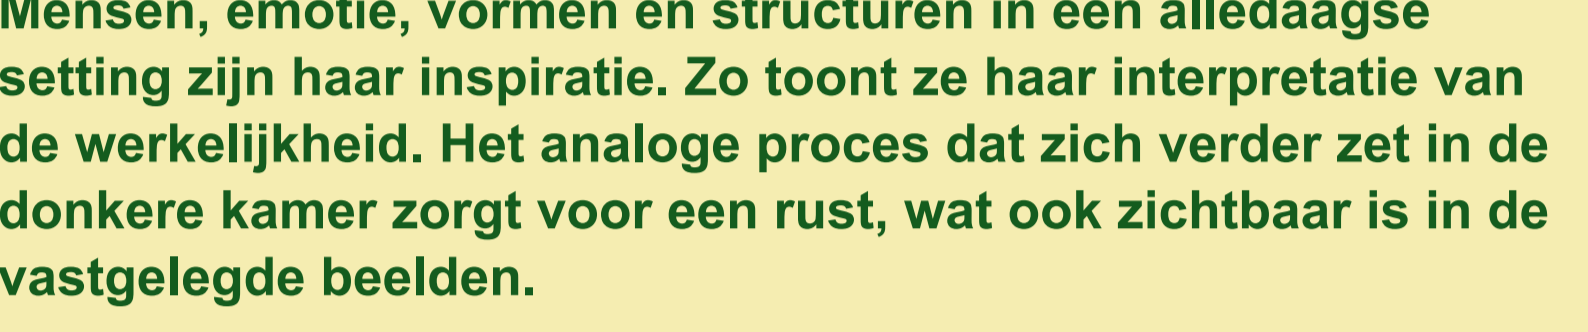 Mensen, emotie, vormen en structuren in een alledaagse
setting zijn haar inspiratie. Zo toont ze haar interpretatie van
de werkelijkheid. Het analoge proces dat zich verder zet in de
donkere kamer zorgt voor een rust, wat ook zichtbaar is in de
vastgelegde beelden.